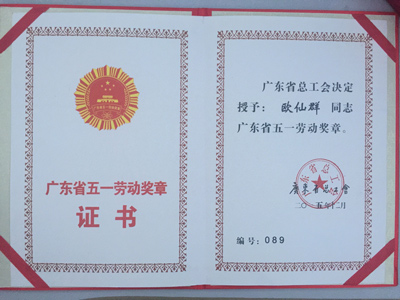 广东省五一劳动奖章
证书
广东省总工会决定
授予：欧仙群 同志
广东省五一劳动奖章。
广东省总工会
二〇一五年十二月
编号：089